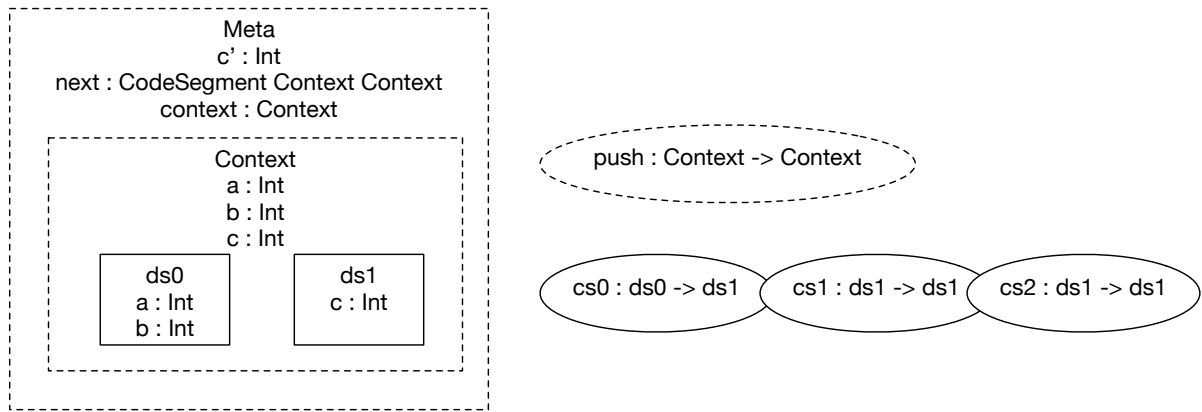 Meta
c’ : Int
next : CodeSegment Context Context
context : Context
Context
a : Int
b : Int
c : Int
ds0
a : Int
b : Int
ds1
c : Int
push : Context -> Context
cs0 : ds0 -> ds1
cs1 : ds1 -> ds1
cs2 : ds1 -> ds1